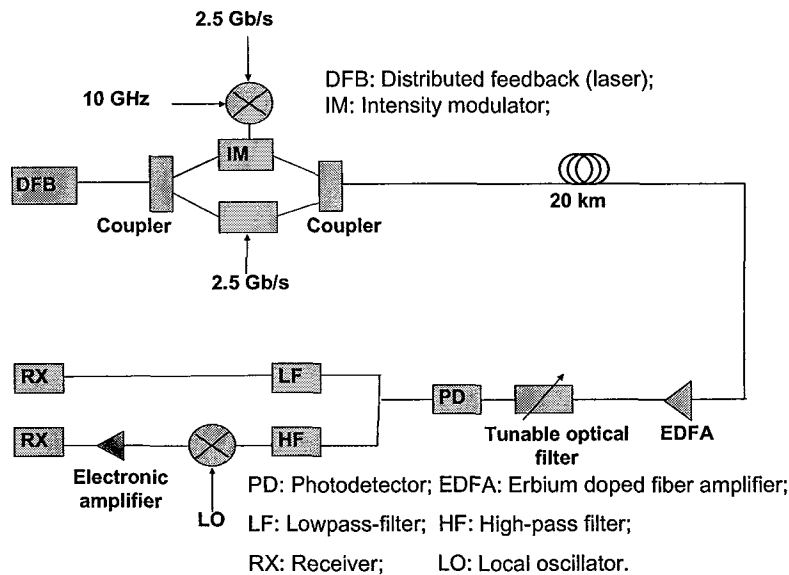 2.5 Gb/s
DFB: Distributed feedback (laser);
IM: Intensity modulator;
10 GHz
IM
DFB
Coupler
Coupler
20 km
2.5 Gb/s
RX
LF
PD
Tunable optical
filter
EDFA
RX
HF
Electronic
amplifier
LO
PD: Photodetector; EDFA: Erbium doped fiber amplifier;
LF: Lowpass-filter; HF: High-pass filter;
RX: Receiver; LO: Local oscillator.